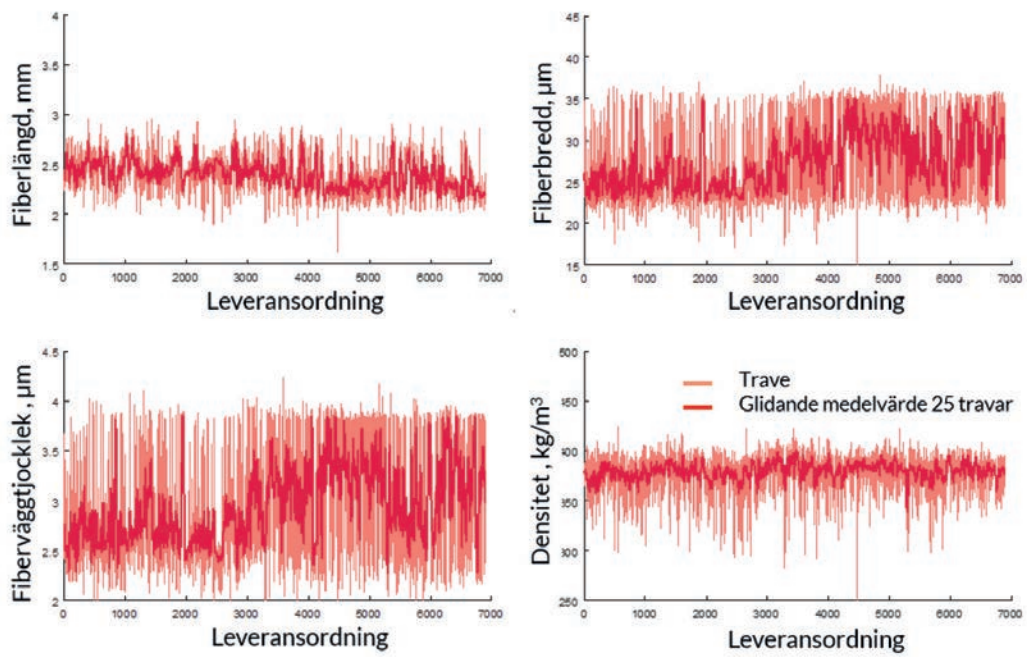 4
3.5
3
2.5
2
1.5
Fiberlängd, mm
0 1000 2000 3000 4000 5000 6000 7000
Leveransordning
45
40
35
30
25
20
15
Fiberbredd, µm
0 1000 2000 3000 4000 5000 6000 7000
Leveransordning
4.5
4
3.5
3
2.5
2
Fiberväggtjocklek, µm
0 1000 2000 3000 4000 5000 6000 7000
Leveransordning
500
450
400
350
300
250
Densitet, kg/m³
Trave
Glidande medelvärde 25 travar
0 1000 2000 3000 4000 5000 6000 7000
Leveransordning